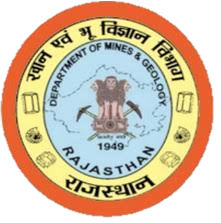 खान एवं भू विज्ञान विभाग
DEPARTMENT OF MINES & GEOLOGY
1949
RAJASTHAN
राजस्थान